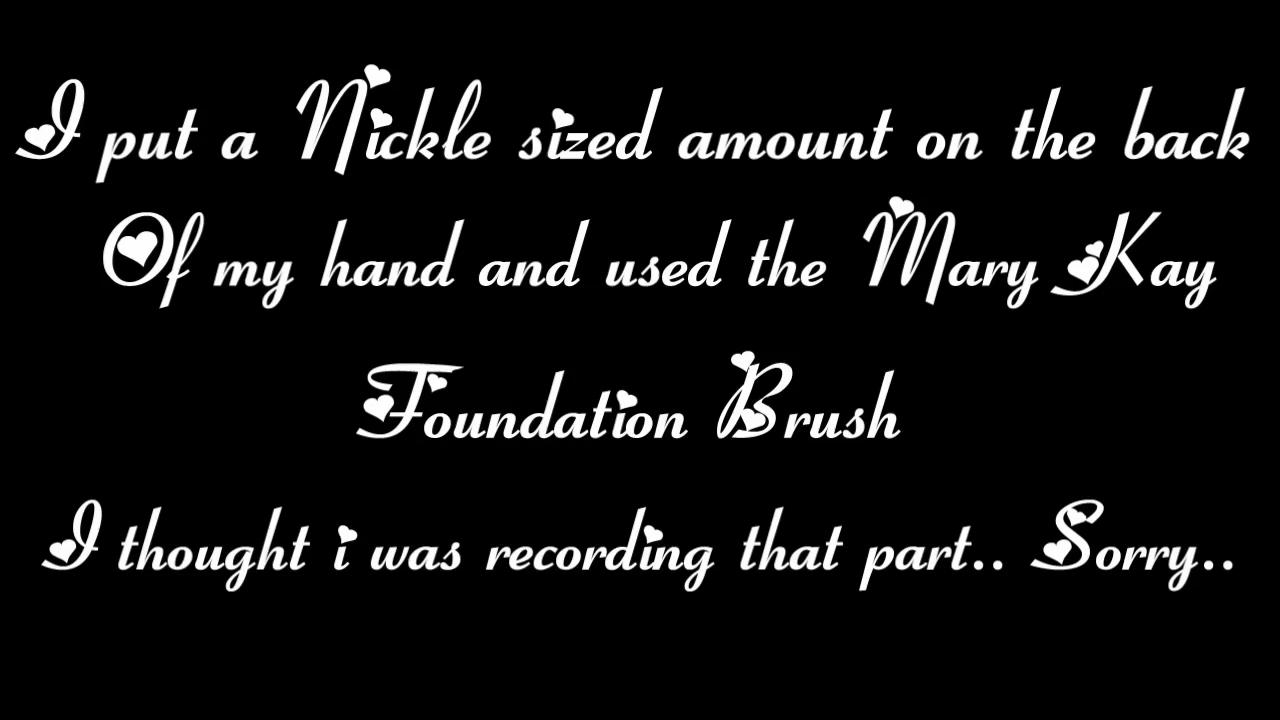 I put a Nickle sized amount on the back
Of my hand and used the Mary Kay
Foundation Brush
I thought i was recording that part.. Sorry..